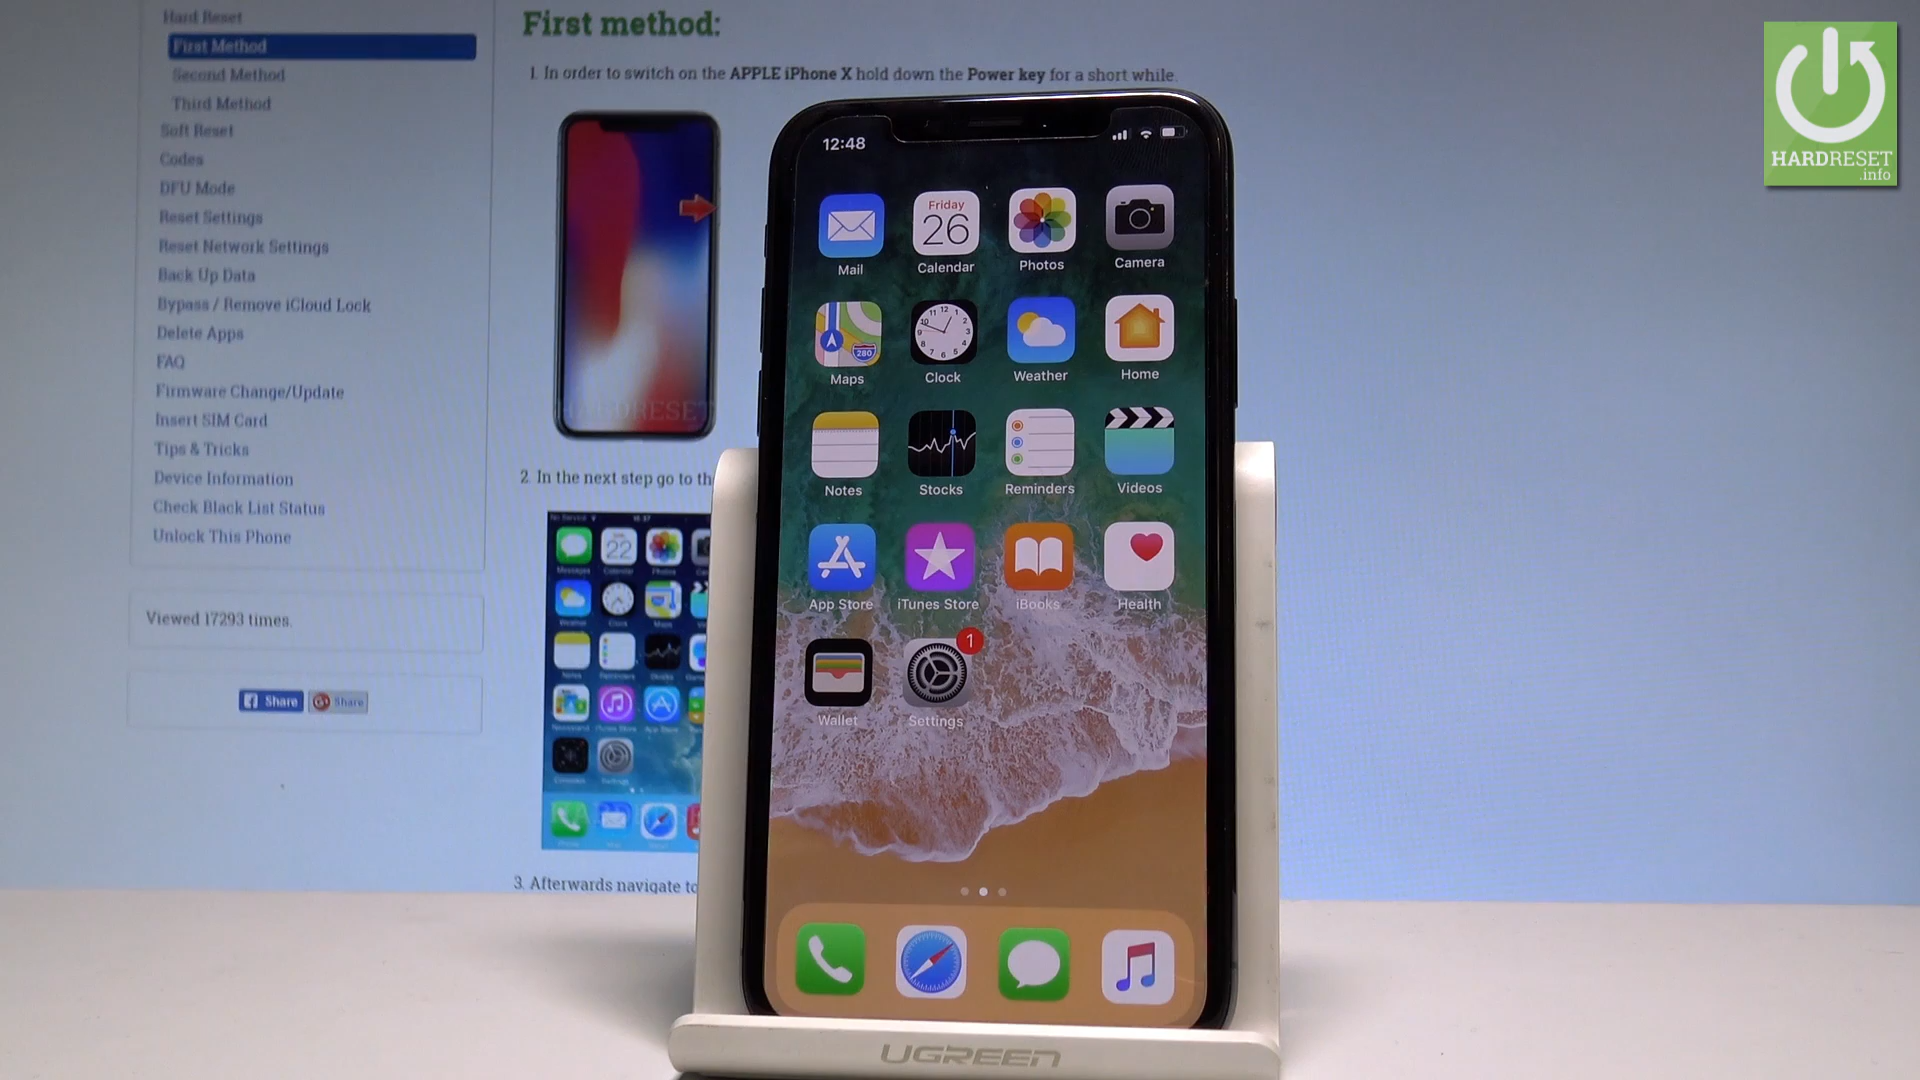 Hard Reset
First Method
Second Method
Third Method
Soft Reset
Codes
DFU Mode
Reset Settings
Reset Network Settings
Back Up Data
Bypass / Remove iCloud Lock
Delete Apps
FAQ
Firmware Change/Update
Insert SIM Card
Tips & Tricks
Device Information
Check Black List Status
Unlock This Phone
Viewed 17293 times.
Share
Share
First method:
1. In order to switch on the APPLE iPhone X hold down the Power key for a short while.
HARDRESET
2. In the next step go to
22
3. Afterwards navigate to
12:48
Friday
26
Mail
Calendar
Photos
Camera
280
Maps
Clock
Weather
Home
Notes
Stocks
Reminders
Videos
App Store
iTunes Store
iBooks
Health
1
Wallet
Settings
UGREEN
HARDRESET
.info